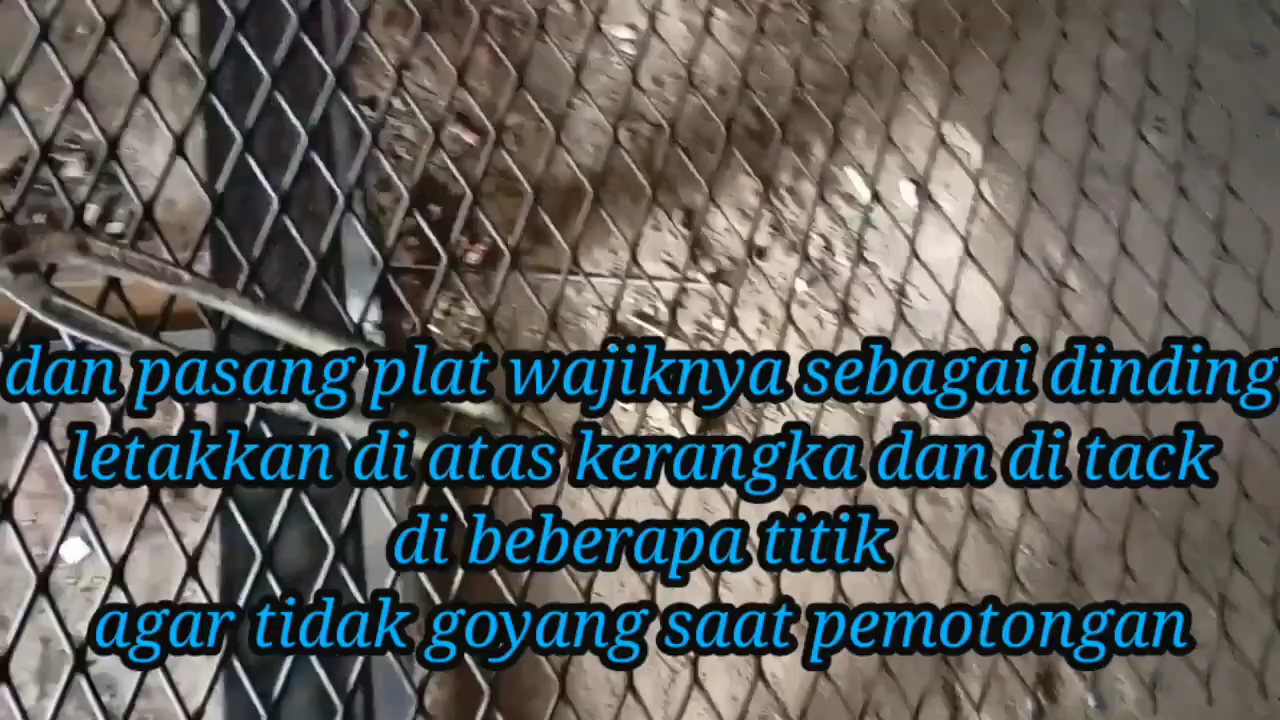 dan pasang plat wajiknya sebagai dinding
letakkan di atas kerangka dan di tack
di beberapa titik
agar tidak goyang saat pemotongan